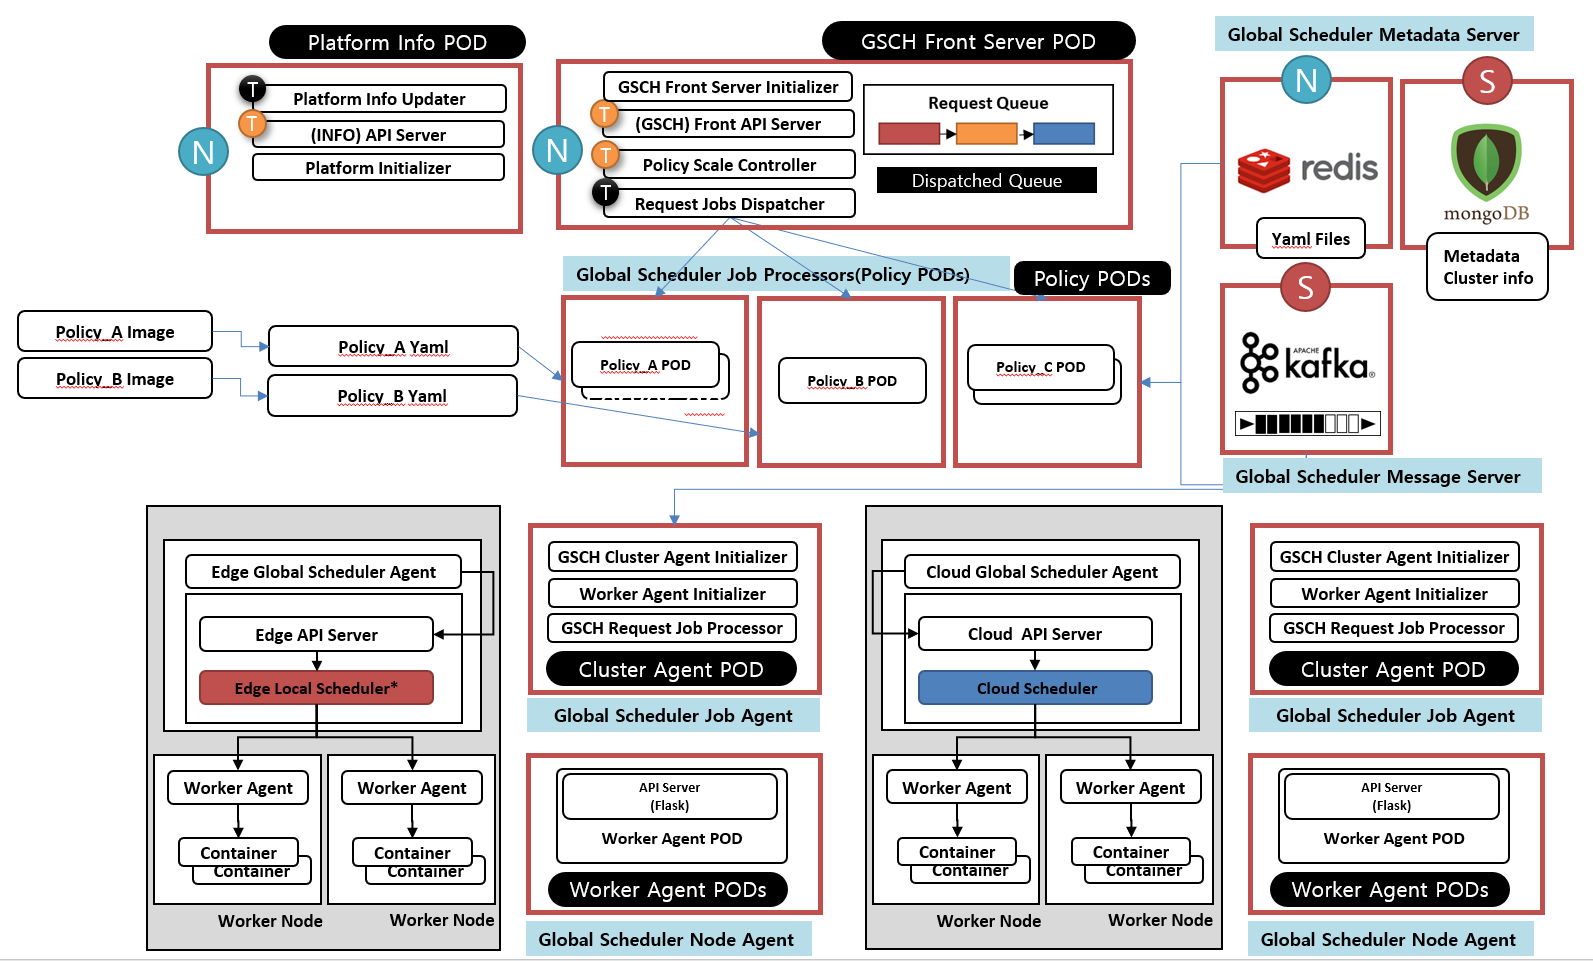 Platform Info POD
T
Platform Info Updater
T
(INFO) API Server
N
Platform Initializer
GSCH Front Server POD
GSCH Front Server Initializer
T
(GSCH) Front API Server
N
T
Policy Scale Controller
T
Request Jobs Dispatcher
Request Queue
Dispatched Queue
Global Scheduler Metadata Server
N
redis
Yaml Files
S
mongoDB
Metadata
Cluster info
S
APACHE
kafka®
Global Scheduler Message Server
Global Scheduler Job Processors(Policy PODs)
Policy PODs
Policy_A Image
Policy_B Image
Policy_A Yaml
Policy_B Yaml
Policy_A POD
Policy_B POD
Policy_C POD
Edge Global Scheduler Agent
Edge API Server
Edge Local Scheduler*
Worker Agent
Container
Container
Worker Node
Worker Agent
Container
Container
Worker Node
GSCH Cluster Agent Initializer
Worker Agent Initializer
GSCH Request Job Processor
Cluster Agent POD
Global Scheduler Job Agent
API Server
(Flask)
Worker Agent POD
Worker Agent PODs
Global Scheduler Node Agent
Cloud Global Scheduler Agent
Cloud API Server
Cloud Scheduler
Worker Agent
Container
Container
Worker Node
Worker Agent
Container
Container
Worker Node
GSCH Cluster Agent Initializer
Worker Agent Initializer
GSCH Request Job Processor
Cluster Agent POD
Global Scheduler Job Agent
API Server
(Flask)
Worker Agent POD
Worker Agent PODs
Global Scheduler Node Agent